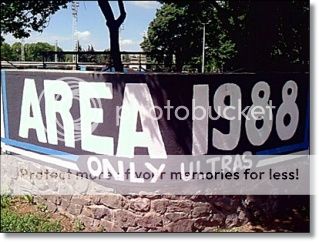 AREA 1988
ONLY ULTRAS
photobucket
Protect more of your memories for less!